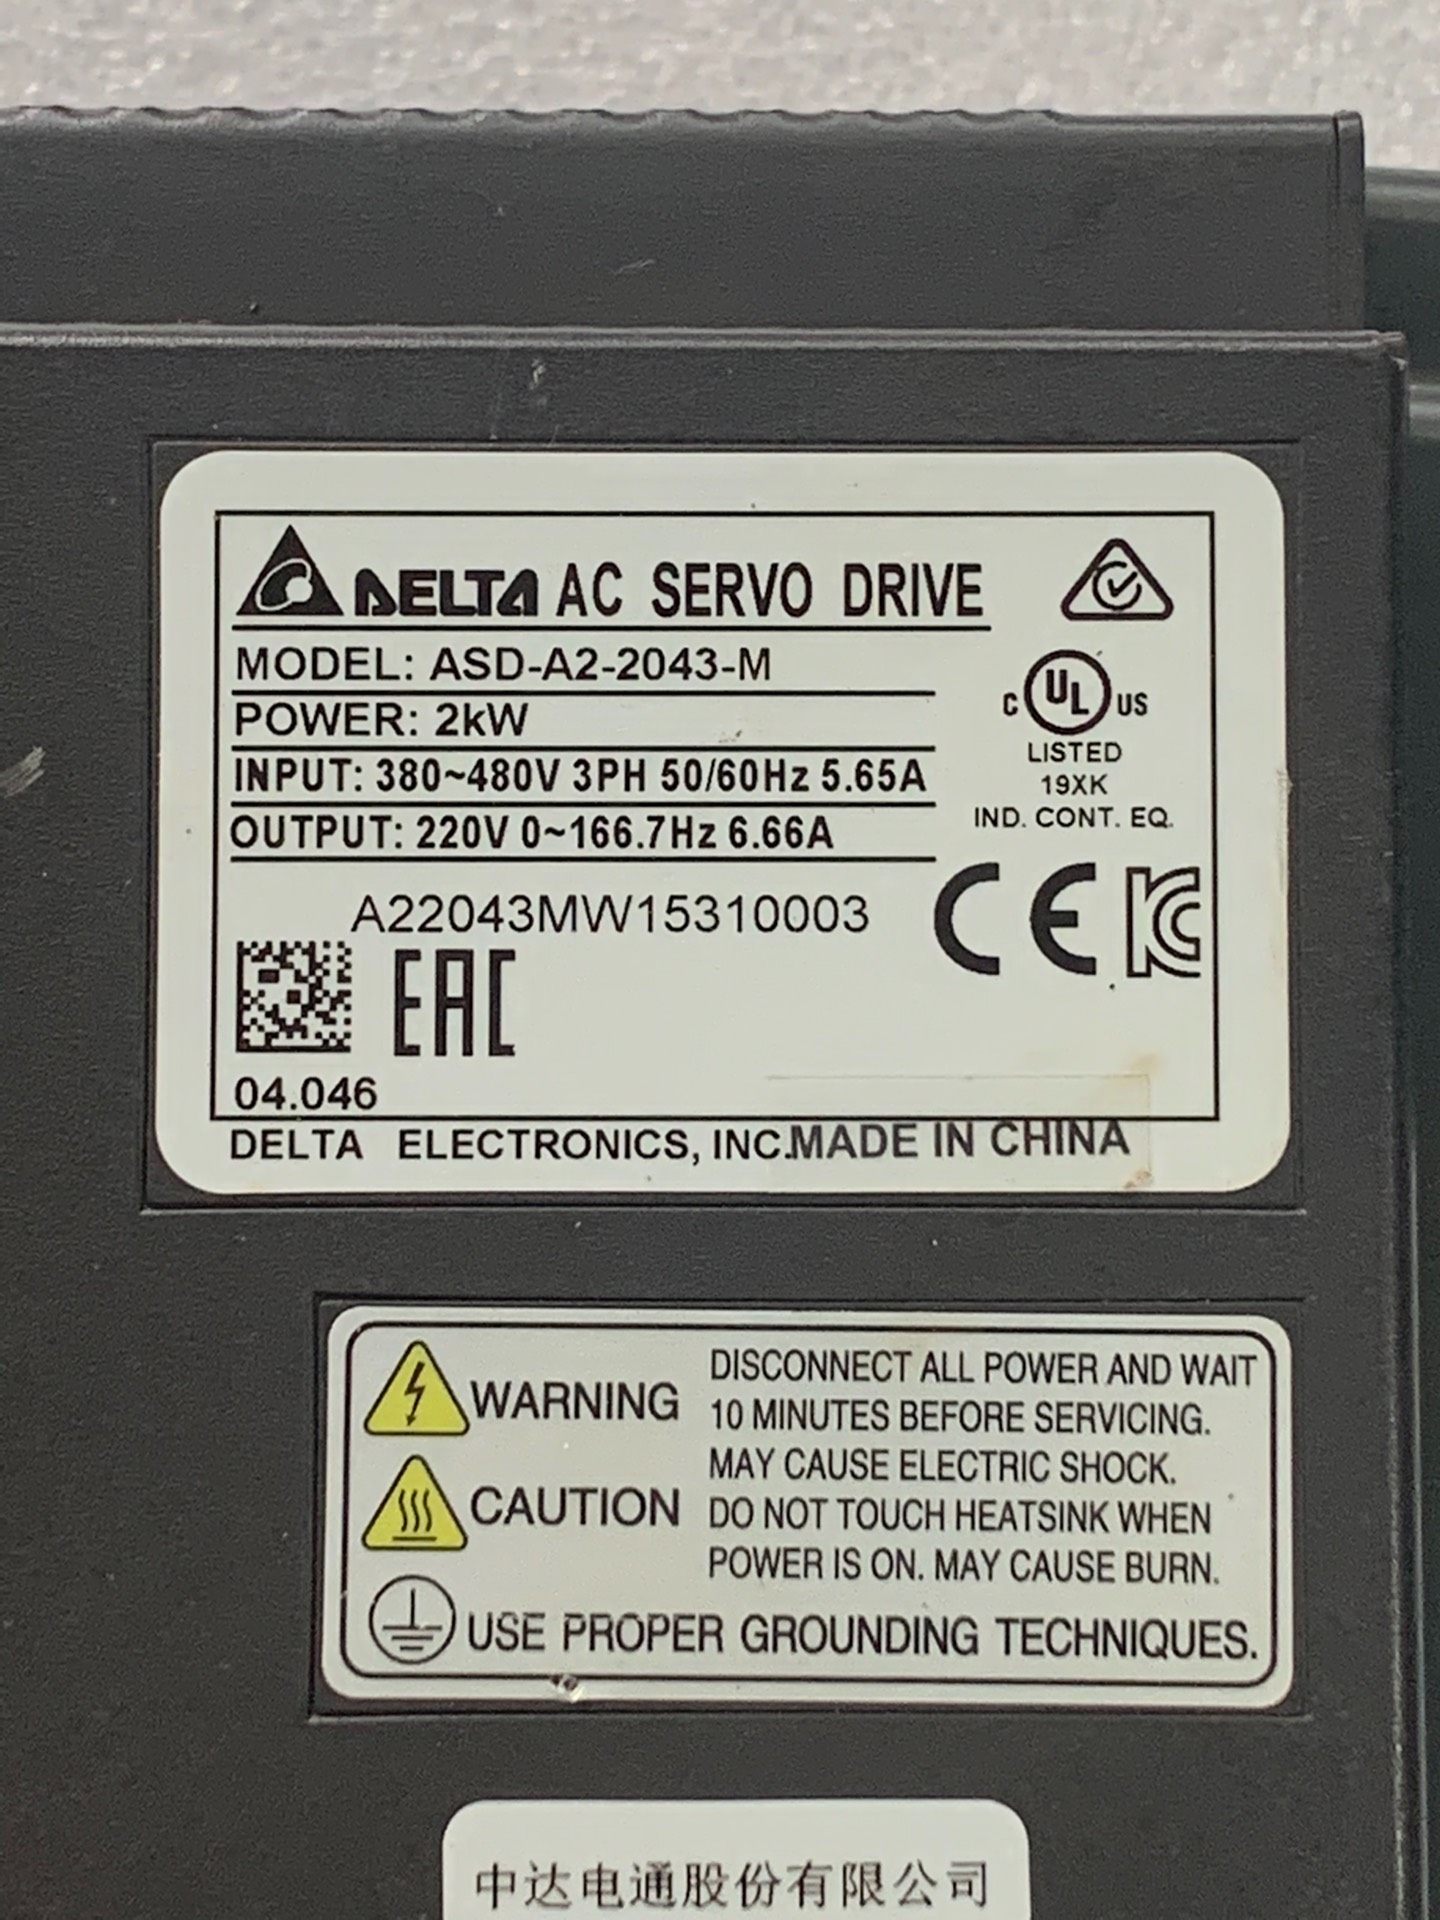 DELTA AC SERVO DRIVE
MODEL: ASD-A2-2043-M
POWER: 2kW
INPUT: 380~480V 3PH 50/60Hz 5.65A
OUTPUT: 220V 0~166.7Hz 6.66A
C UL US
LISTED
19XK
IND. CONT. EQ.
A22043MW15310003
CE KC
EAC
04.046
DELTA ELECTRONICS, INC. MADE IN CHINA
WARNING
DISCONNECT ALL POWER AND WAIT
10 MINUTES BEFORE SERVICING.
MAY CAUSE ELECTRIC SHOCK.
CAUTION
DO NOT TOUCH HEATSINK WHEN
POWER IS ON. MAY CAUSE BURN.
USE PROPER GROUNDING TECHNIQUES.
中达电通股份有限公司